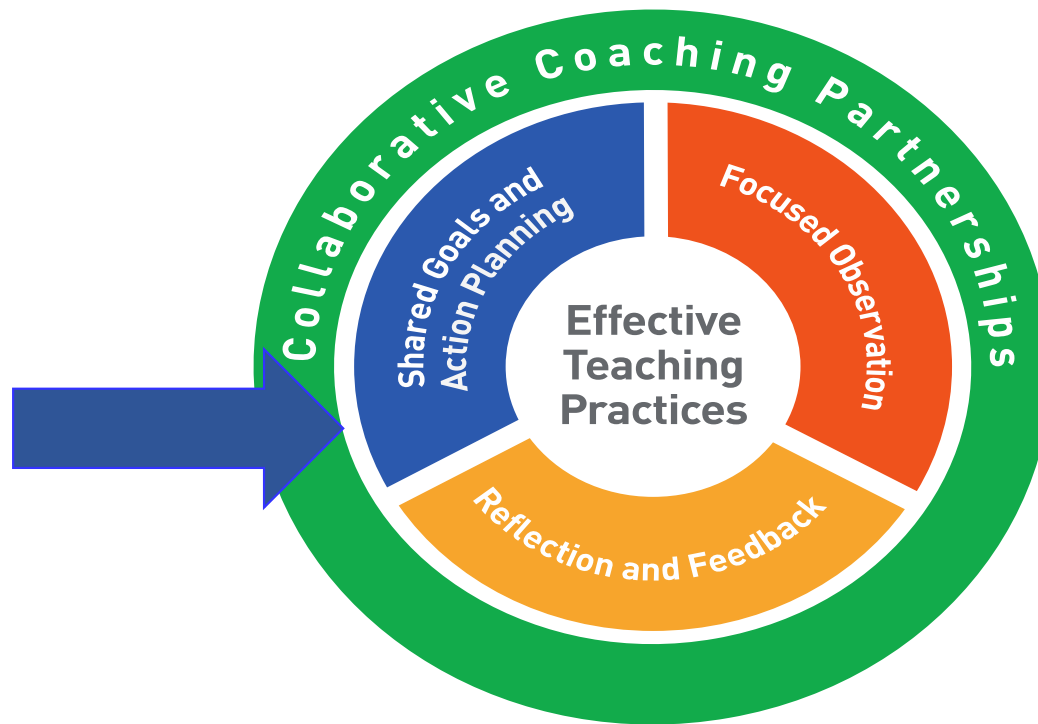 Collaborative Coaching Partnerships
Shared Goals and
Action Planning
Focused Observation
Effective
Teaching
Practices
Reflection and Feedback